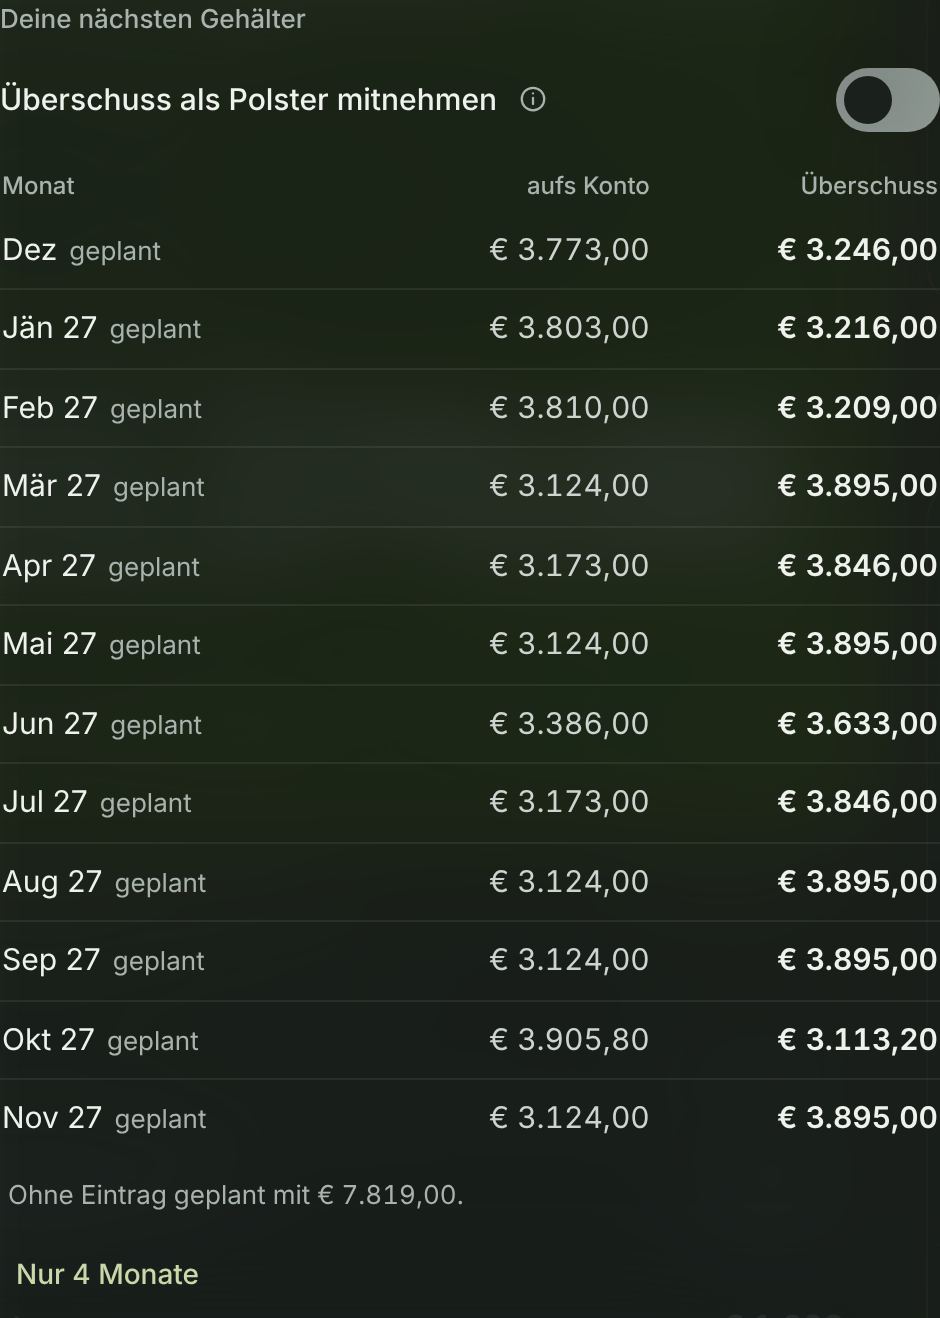 Deine nächsten Gehälter
Überschuss als Polster mitnehmen
Monat aufs Konto Überschuss
Dez geplant € 3.773,00 € 3.246,00
Jän 27 geplant € 3.803,00 € 3.216,00
Feb 27 geplant € 3.810,00 € 3.209,00
Mär 27 geplant € 3.124,00 € 3.895,00
Apr 27 geplant € 3.173,00 € 3.846,00
Mai 27 geplant € 3.124,00 € 3.895,00
Jun 27 geplant € 3.386,00 € 3.633,00
Jul 27 geplant € 3.173,00 € 3.846,00
Aug 27 geplant € 3.124,00 € 3.895,00
Sep 27 geplant € 3.124,00 € 3.895,00
Okt 27 geplant € 3.905,80 € 3.113,20
Nov 27 geplant € 3.124,00 € 3.895,00
Ohne Eintrag geplant mit € 7.819,00.
Nur 4 Monate